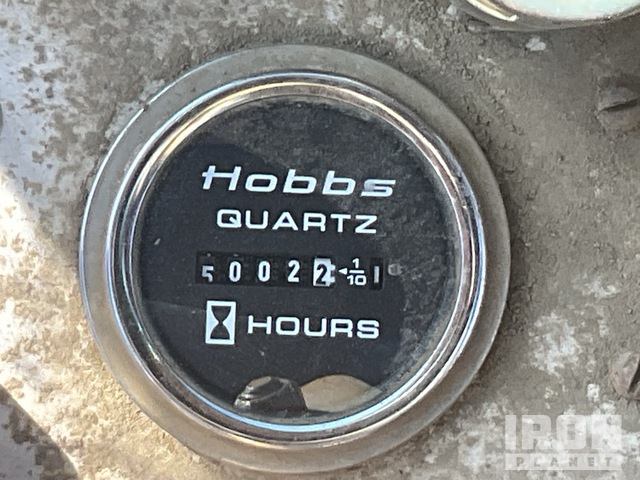 Hobbs
QUARTZ
50022 1/10
HOURS
IRON
PLANET